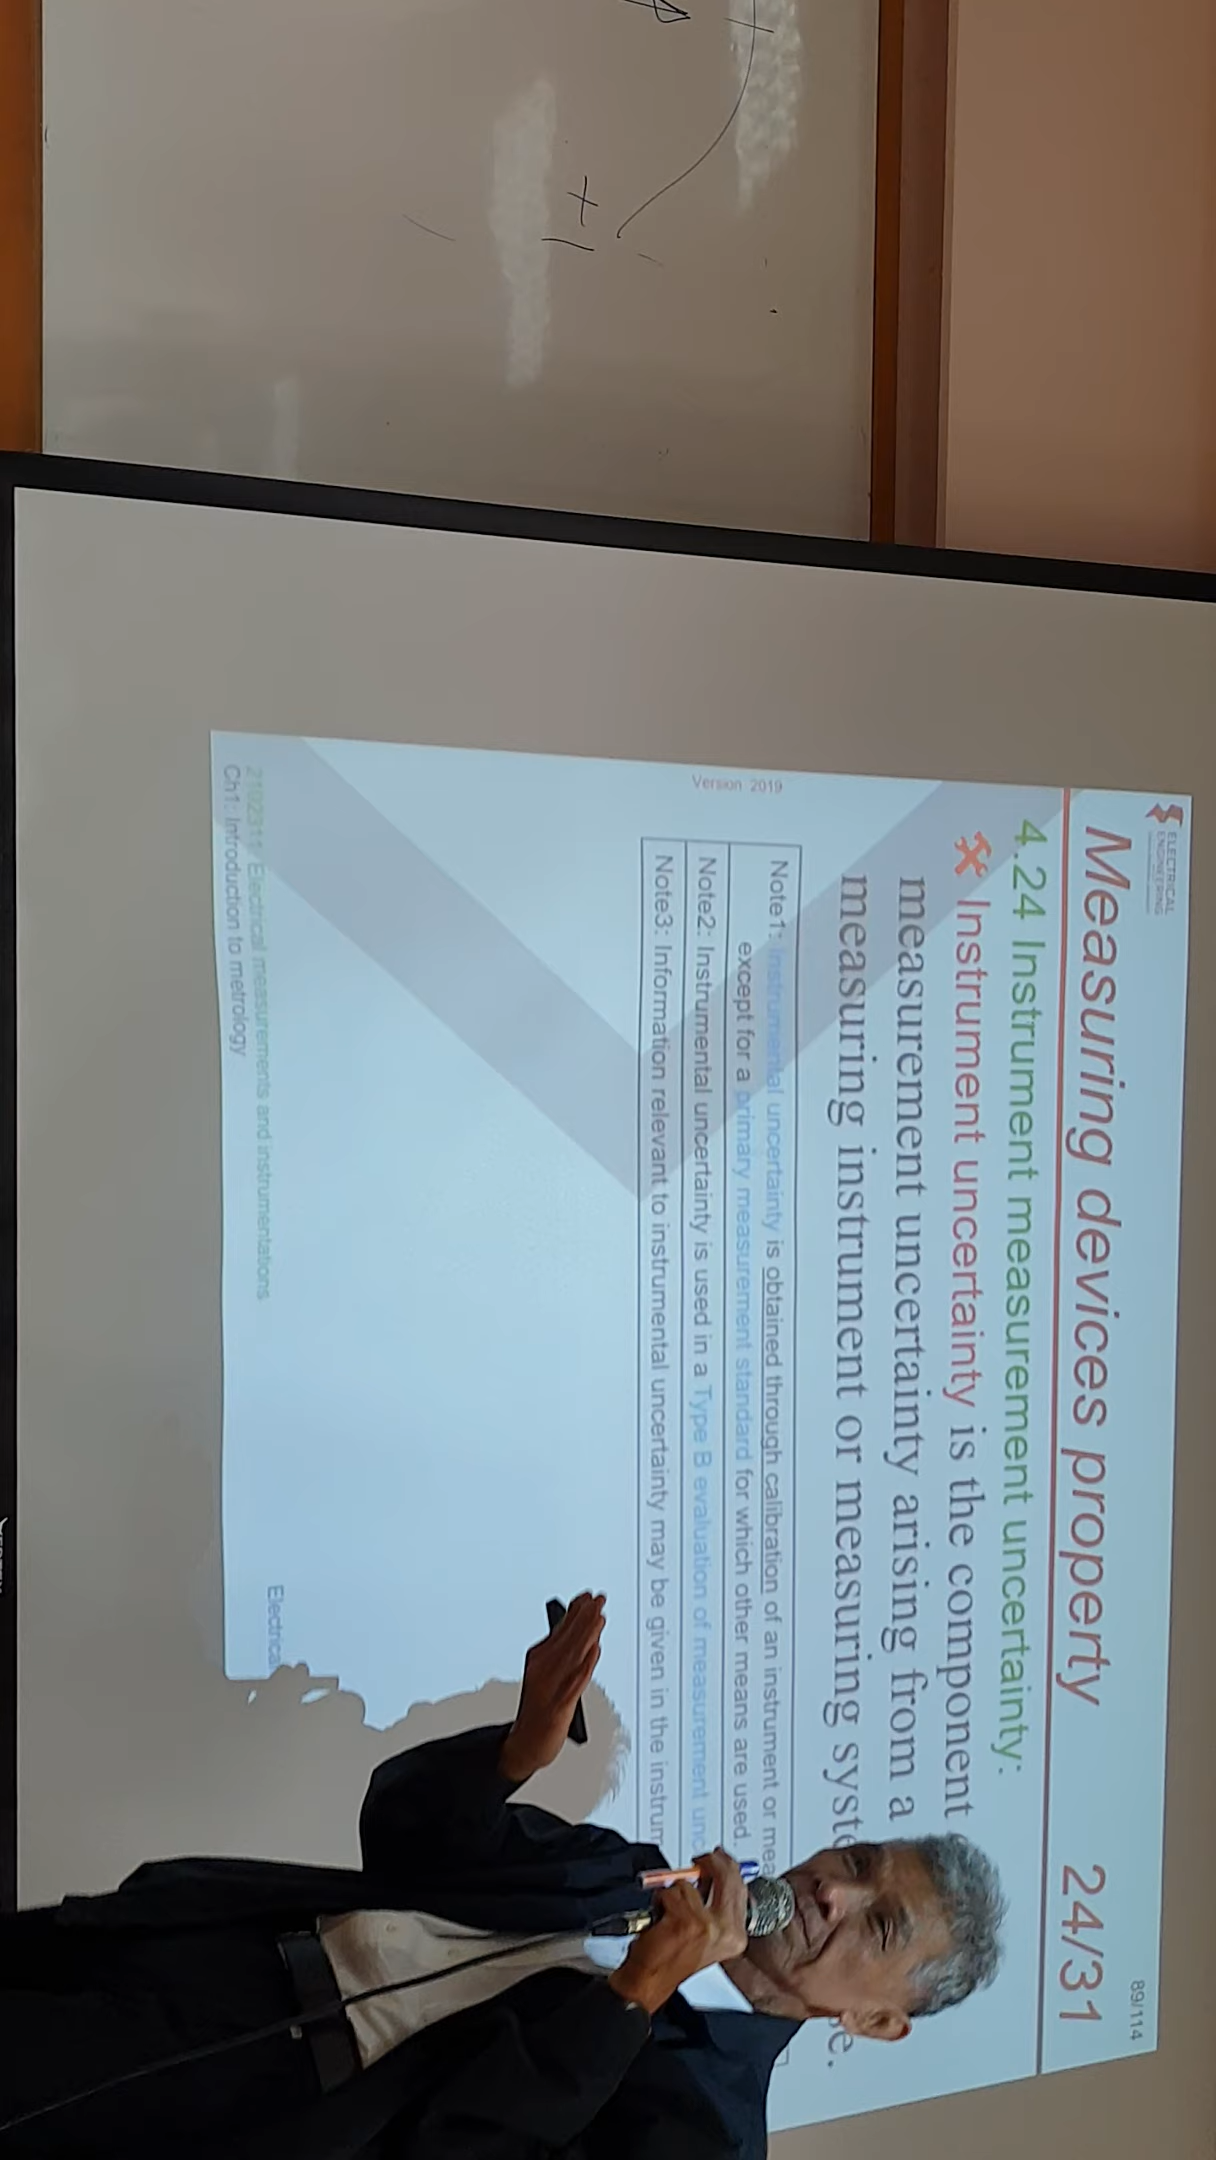 ELECTRICAL
ENGINEERING
89/114
Measuring devices property 24/31
4.24 Instrument measurement uncertainty:
Instrument uncertainty is the component
measurement uncertainty arising from a
measuring instrument or measuring
Note1: Instrumental uncertainty is obtained through calibration of an instrument or
except for a primary measurement standard for which other means are used.
Note2: Instrumental uncertainty is used in a Type B evaluation of measurement
Note3: Information relevant to instrumental uncertainty may be given in the
Version 2019
2102311 Electrical measurements and instrumentations
Ch1: Introduction to metrology
Electrical
+1